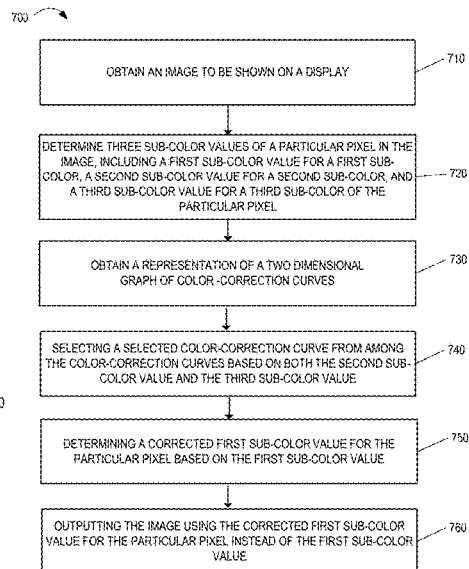 700
OBTAIN AN IMAGE TO BE SHOWN ON A DISPLAY
710
DETERMINE THREE SUB-COLOR VALUES OF A PARTICULAR PIXEL IN THE
IMAGE, INCLUDING A FIRST SUB-COLOR VALUE FOR A FIRST SUB-
COLOR, A SECOND SUB-COLOR VALUE FOR A SECOND SUB-COLOR, AND
A THIRD SUB-COLOR VALUE FOR A THIRD SUB-COLOR OF THE
PARTICULAR PIXEL
720
OBTAIN A REPRESENTATION OF A TWO DIMENSIONAL
GRAPH OF COLOR -CORRECTION CURVES
730
SELECTING A SELECTED COLOR-CORRECTION CURVE FROM AMONG
THE COLOR-CORRECTION CURVES BASED ON BOTH THE SECOND SUB-
COLOR VALUE AND THE THIRD SUB-COLOR VALUE
740
DETERMINING A CORRECTED FIRST SUB-COLOR VALUE FOR THE
PARTICULAR PIXEL BASED ON THE FIRST SUB-COLOR VALUE
750
OUTPUTTING THE IMAGE USING THE CORRECTED FIRST SUB-COLOR
VALUE FOR THE PARTICULAR PIXEL INSTEAD OF THE FIRST SUB-COLOR
VALUE
760